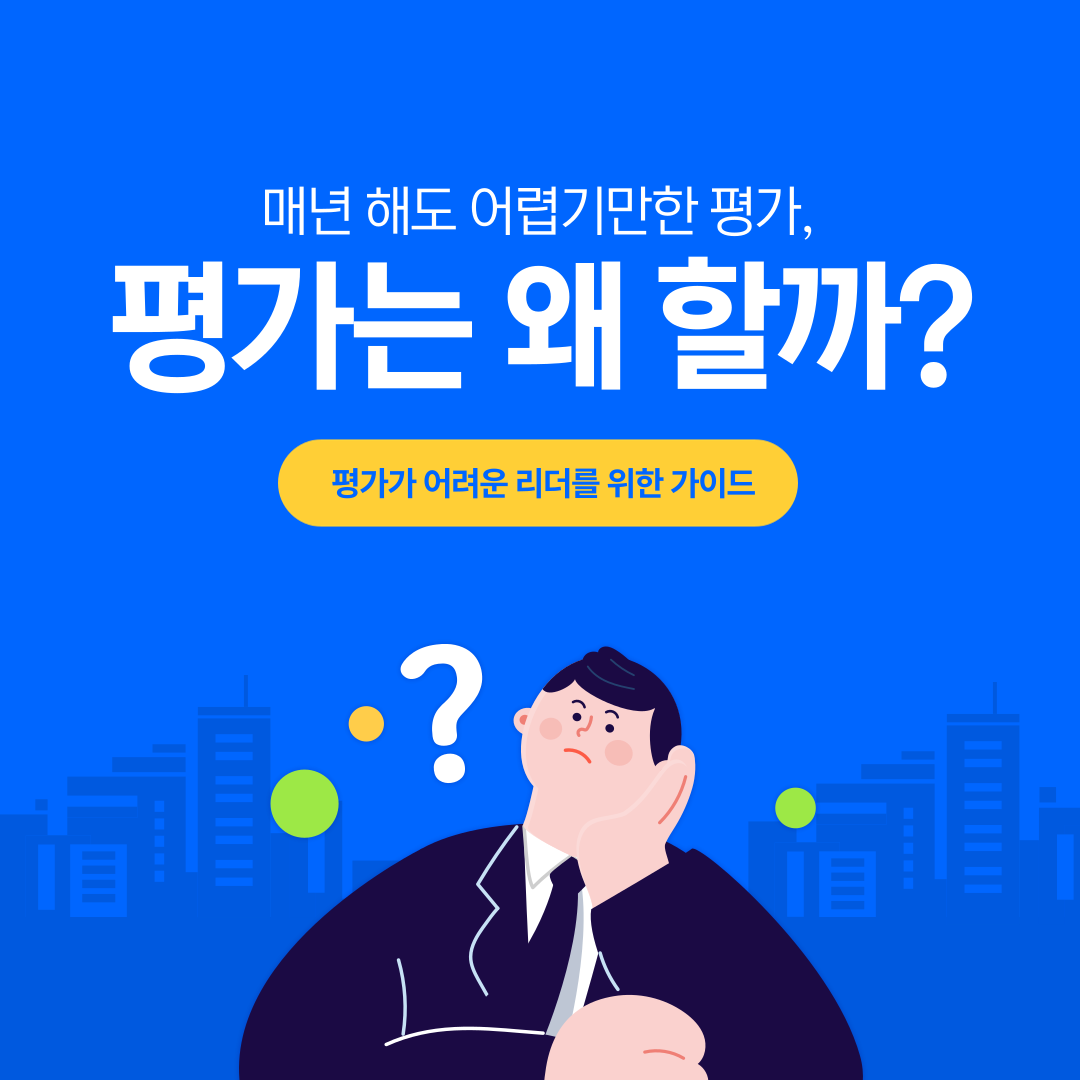 매년 해도 어렵기만한 평가,
평가는 왜 할까?
평가가 어려운 리더를 위한 가이드
?